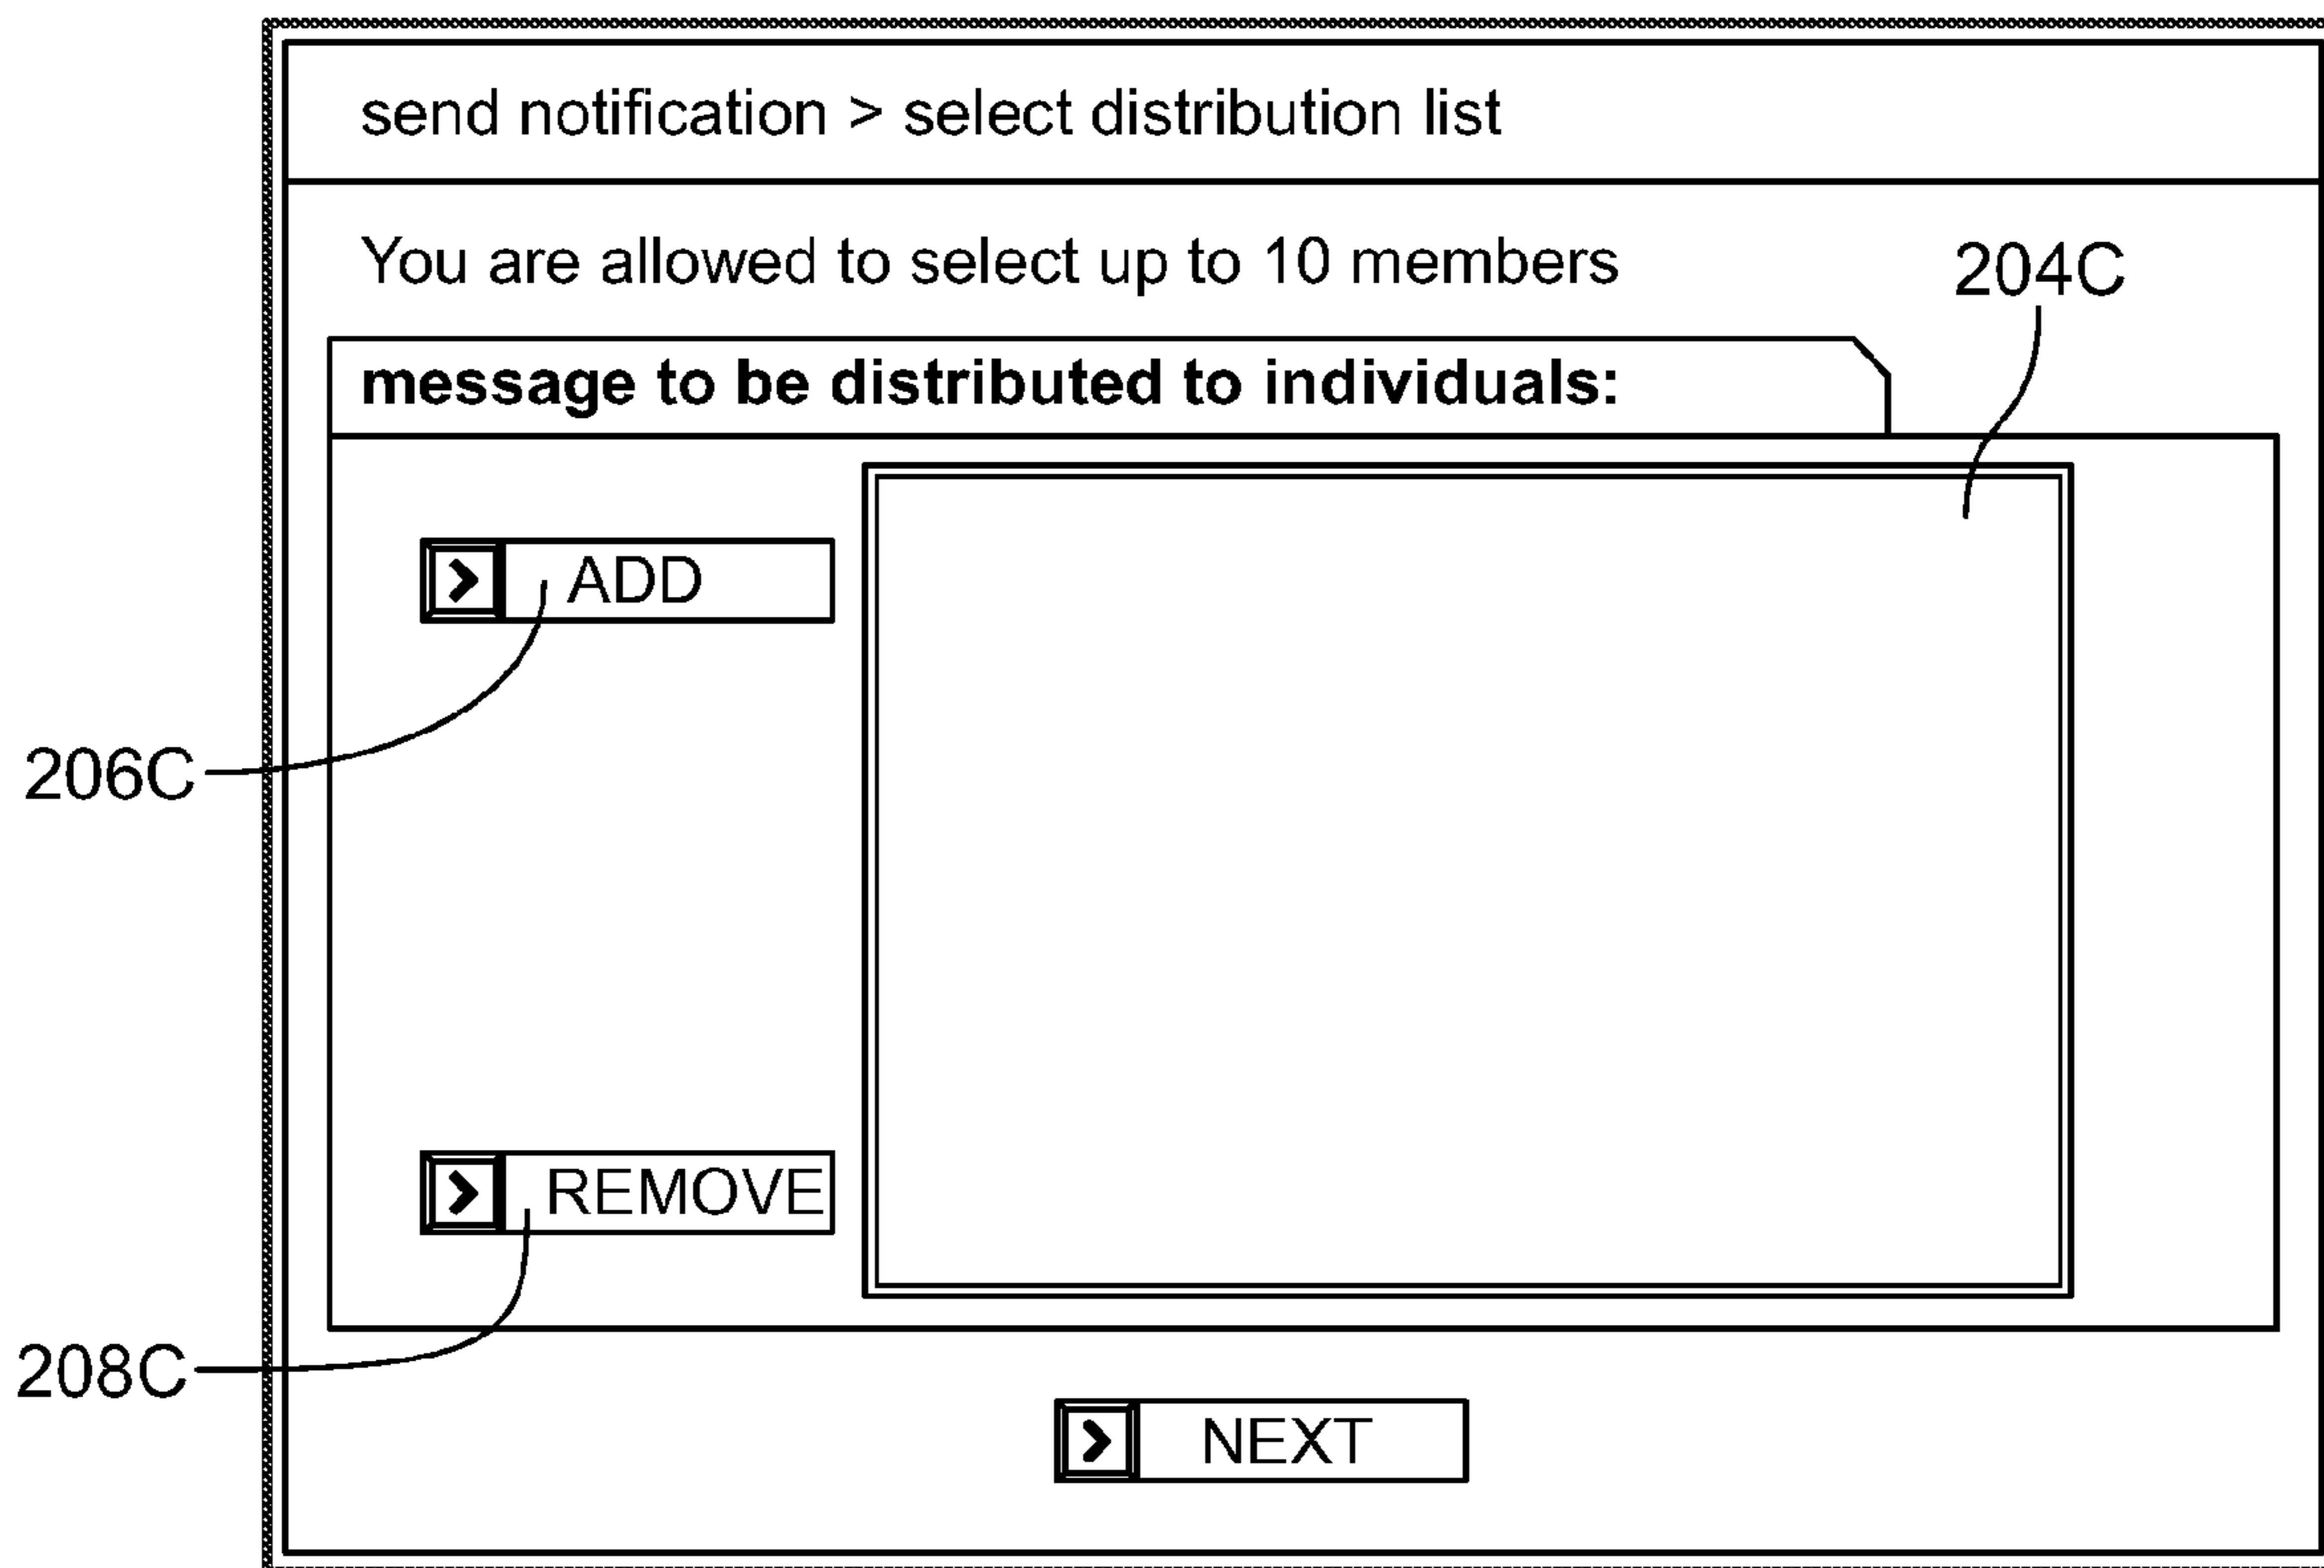 send notification > select distribution list
You are allowed to select up to 10 members
204C
message to be distributed to individuals:
ADD
206C
REMOVE
208C
NEXT